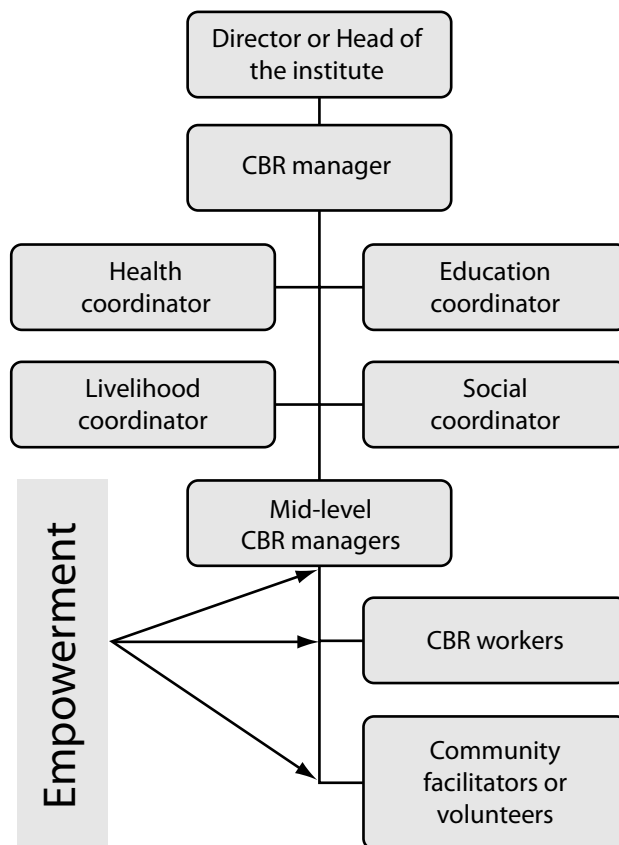 Director or Head of
the institute
CBR manager
Health
coordinator
Education
coordinator
Livelihood
coordinator
Social
coordinator
Mid-level
CBR managers
Empowerment
CBR workers
Community
facilitators or
volunteers